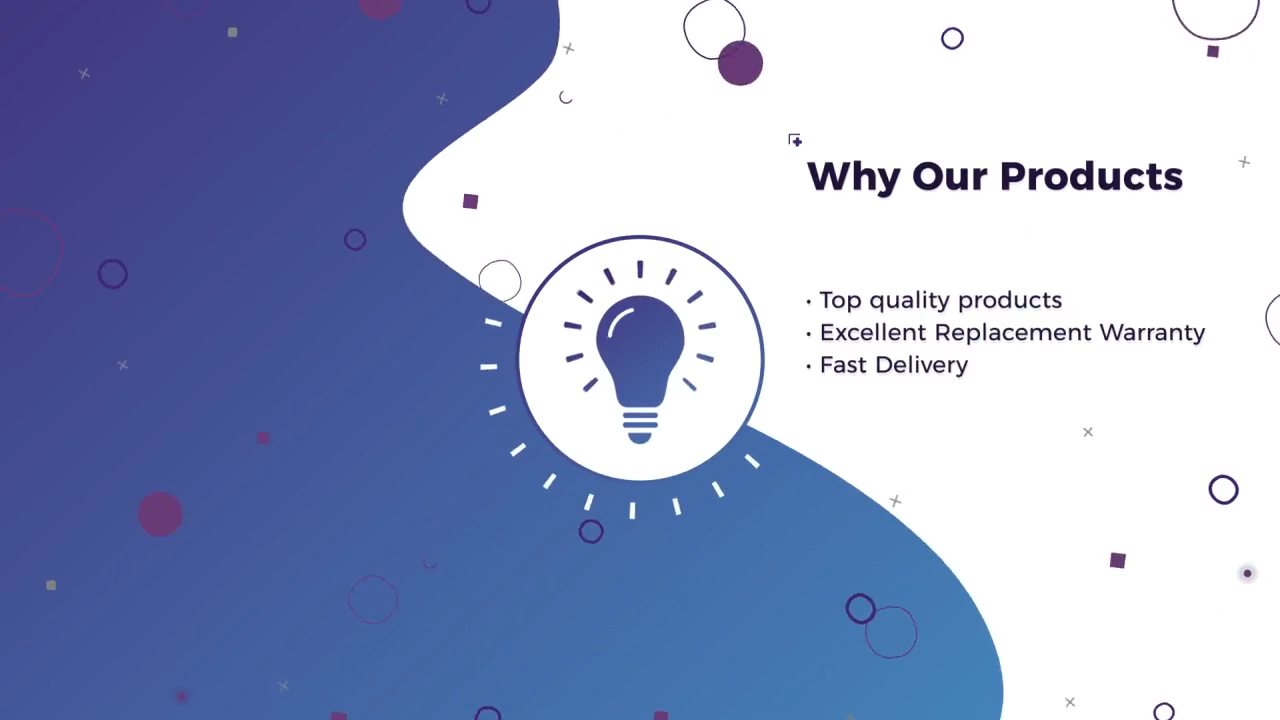 Why Our Products
· Top quality products
· Excellent Replacement Warranty
· Fast Delivery